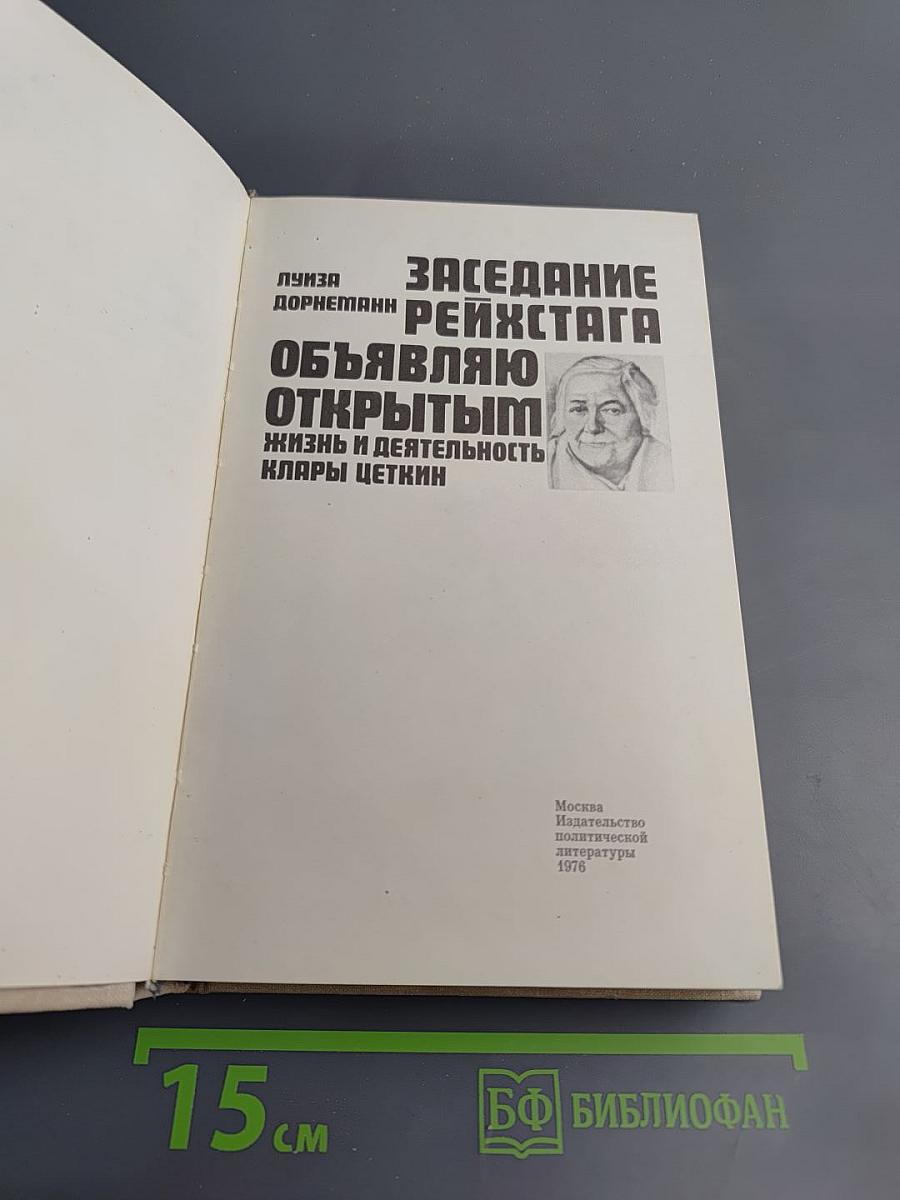 ЛУИЗА
ДОРНЕМАНН
ЗАСЕДАНИЕ
РЕЙХСТАГА
ОБЪЯВЛЯЮ
ОТКРЫТЫМ
ЖИЗНЬ И ДЕЯТЕЛЬНОСТЬ
КЛАРЫ ЦЕТКИН
Москва
Издательство
политической
литературы
1976
15 см
БФ БИБЛИОФАН